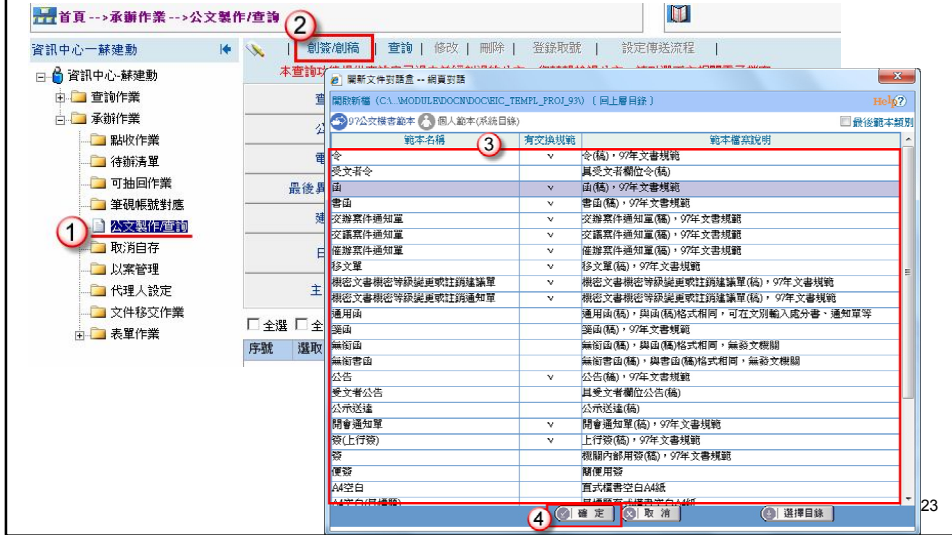 首頁-->承辦作業-->公文製作/查詢
②
資訊中心─蘇建動
| 創簽/創稿 | 查詢 | 修改 | 刪除 | 登錄取號 | 設定傳送流程 |
資訊中心-蘇建動
查詢作業
承辦作業
點收作業
待辦清單
可抽回作業
筆硯帳號對應
① 公文製作/查詢
取消自存
以案管理
代理人設定
文件移交作業
表單作業
本查詢功
查
公
電
最後異
建
日
主
全選 全
序號 選取
開新文件對話盒 -- 網頁對話
開啟新檔 (C:\...\MODULE\DOCN\DOC\EIC_TEMPL_PROJ_93\) 〔回上層目錄〕 Help?
97公文橫書範本 個人範本(系統目錄) 最後範本類別
③
範本名稱 有交換規範 範本檔案說明
令 v 令(稿),97年文書規範
受文者令 具受文者欄位令(稿)
函 v 函(稿),97年文書規範
書函 v 書函(稿),97年文書規範
交辦案件通知單 v 交辦案件通知單(稿),97年文書規範
交議案件通知單 v 交議案件通知單(稿),97年文書規範
催辦案件通知單 v 催辦案件通知單(稿),97年文書規範
移文單 v 移文單(稿),97年文書規範
機密文書機密等級變更或註銷建議單 v 機密文書機密等級變更或註銷建議單(稿),97年文書規範
機密文書機密等級變更或註銷通知單 v 機密文書機密等級變更或註銷建議單(稿), 97年文書規範
通用函 通用函(稿),與函(稿)格式相同,可在文別輸入處分書、通知單等
箋函 箋函(稿),97年文書規範
無銜函 無銜函(稿),與函(稿)格式相同,無發文機關
無銜書函 無銜書函(稿),與書函(稿)格式相同,無發文機關
公告 v 公告(稿),97年文書規範
受文者公告 具受文者欄位公告(稿)
公示送達 公示送達(稿)
開會通知單 v 開會通知單(稿),97年文書規範
簽(上行簽) v 上行簽(稿),97年文書規範
簽 機關內部用簽(稿),97年文書規範
便簽 簡便用簽
A4空白 直式橫書空白A4紙
④ 確 定 取 消 選擇目錄
23